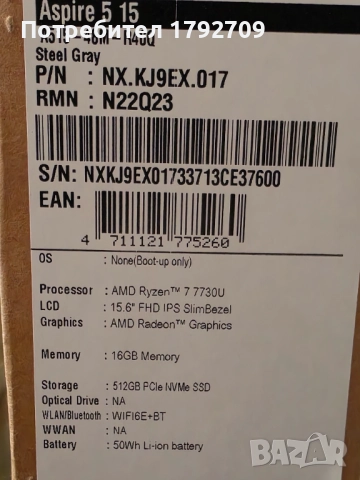 Aspire 5 15
Потребител 1792709
Steel Gray
P/N : NX.KJ9EX.017
RMN : N22Q23
S/N: NXKJ9EX01733713CE37600
EAN:
4 711121 775260
OS : None(Boot-up only)
Processor : AMD Ryzen™ 7 7730U
LCD : 15.6" FHD IPS SlimBezel
Graphics : AMD Radeon™ Graphics
Memory : 16GB Memory
Storage : 512GB PCIe NVMe SSD
Optical Drive : NA
WLAN/Bluetooth : WIFI6E+BT
WWAN : NA
Battery : 50Wh Li-ion battery
BAZAR